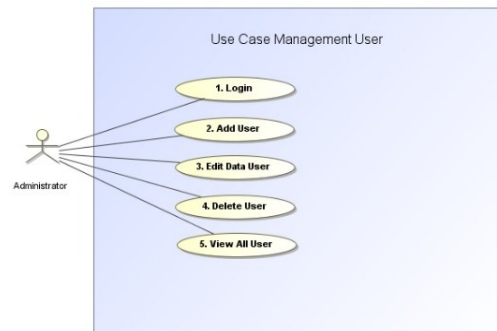 Use Case Management User
1. Login
2. Add User
3. Edit Data User
Administrator
4. Delete User
5. View All User